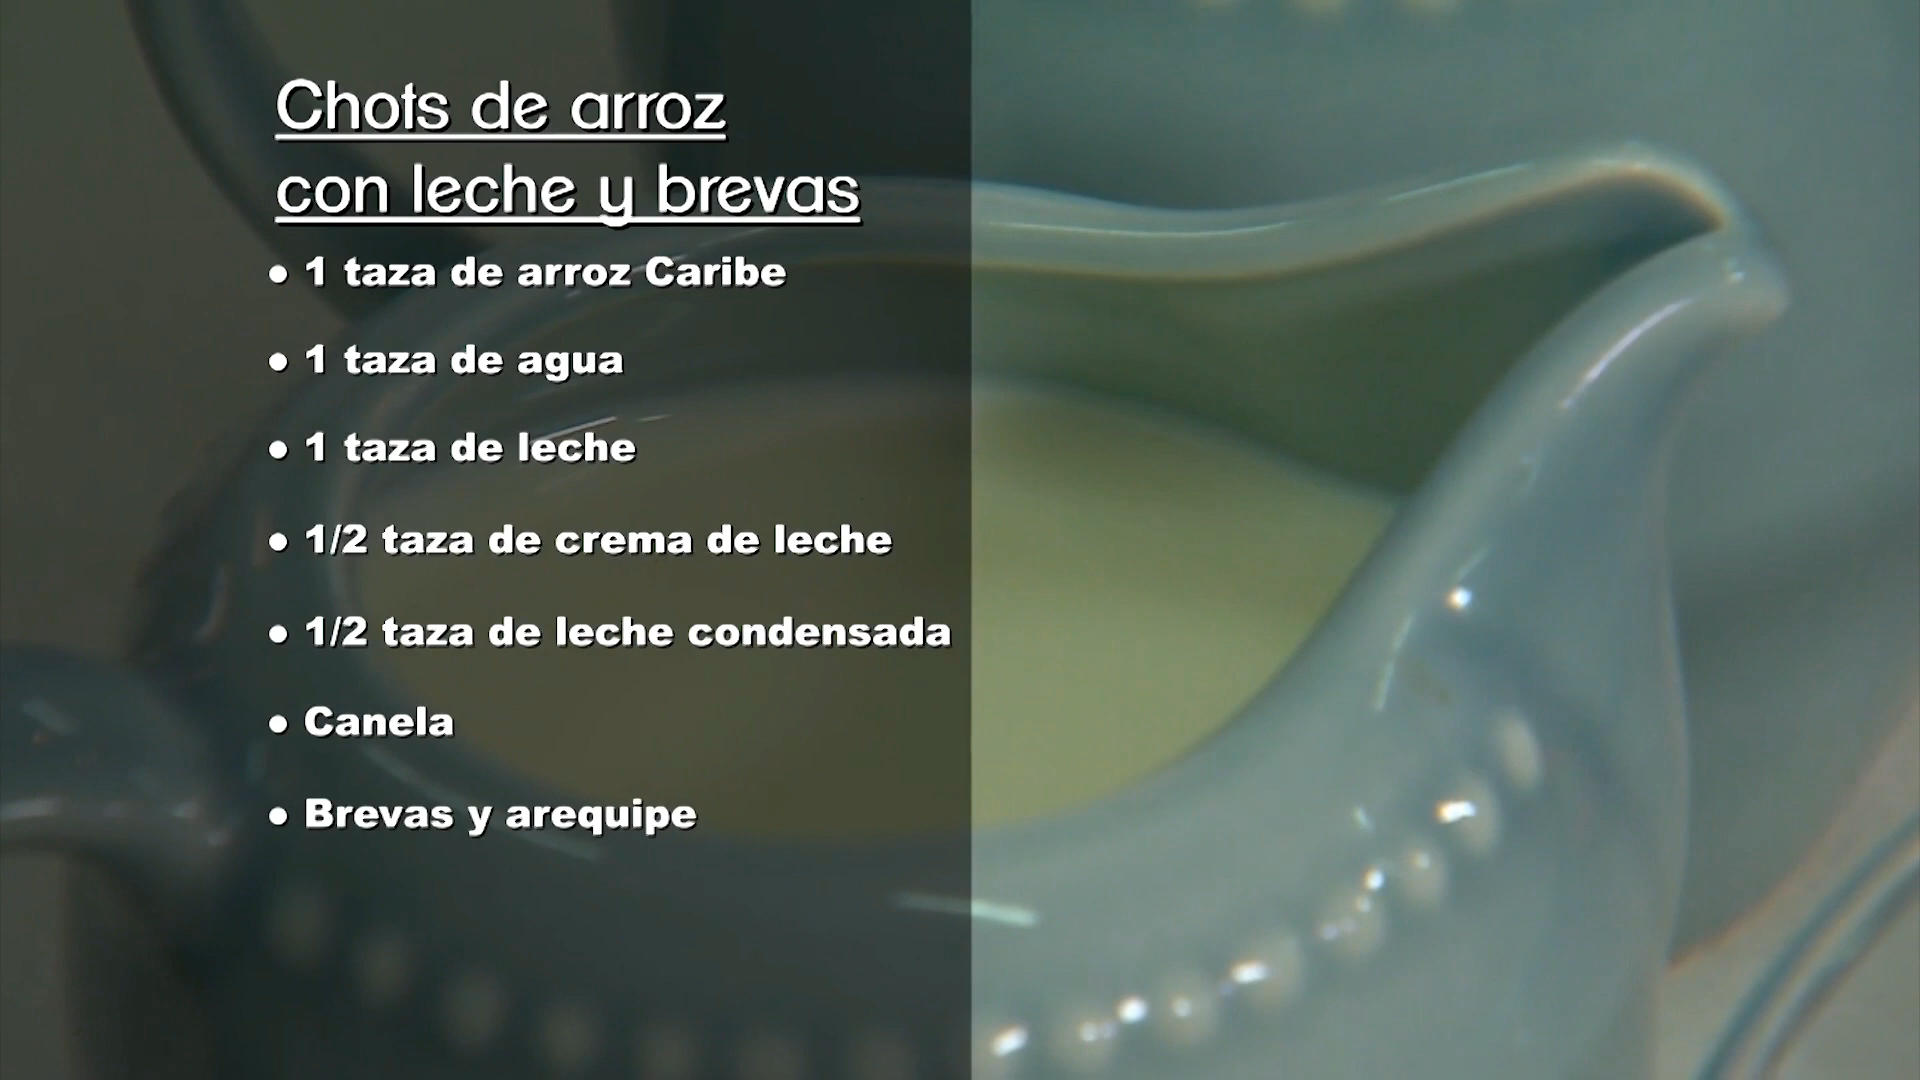 Chots de arroz
con leche y brevas
• 1 taza de arroz Caribe
• 1 taza de agua
• 1 taza de leche
• 1/2 taza de crema de leche
• 1/2 taza de leche condensada
• Canela
• Brevas y arequipe